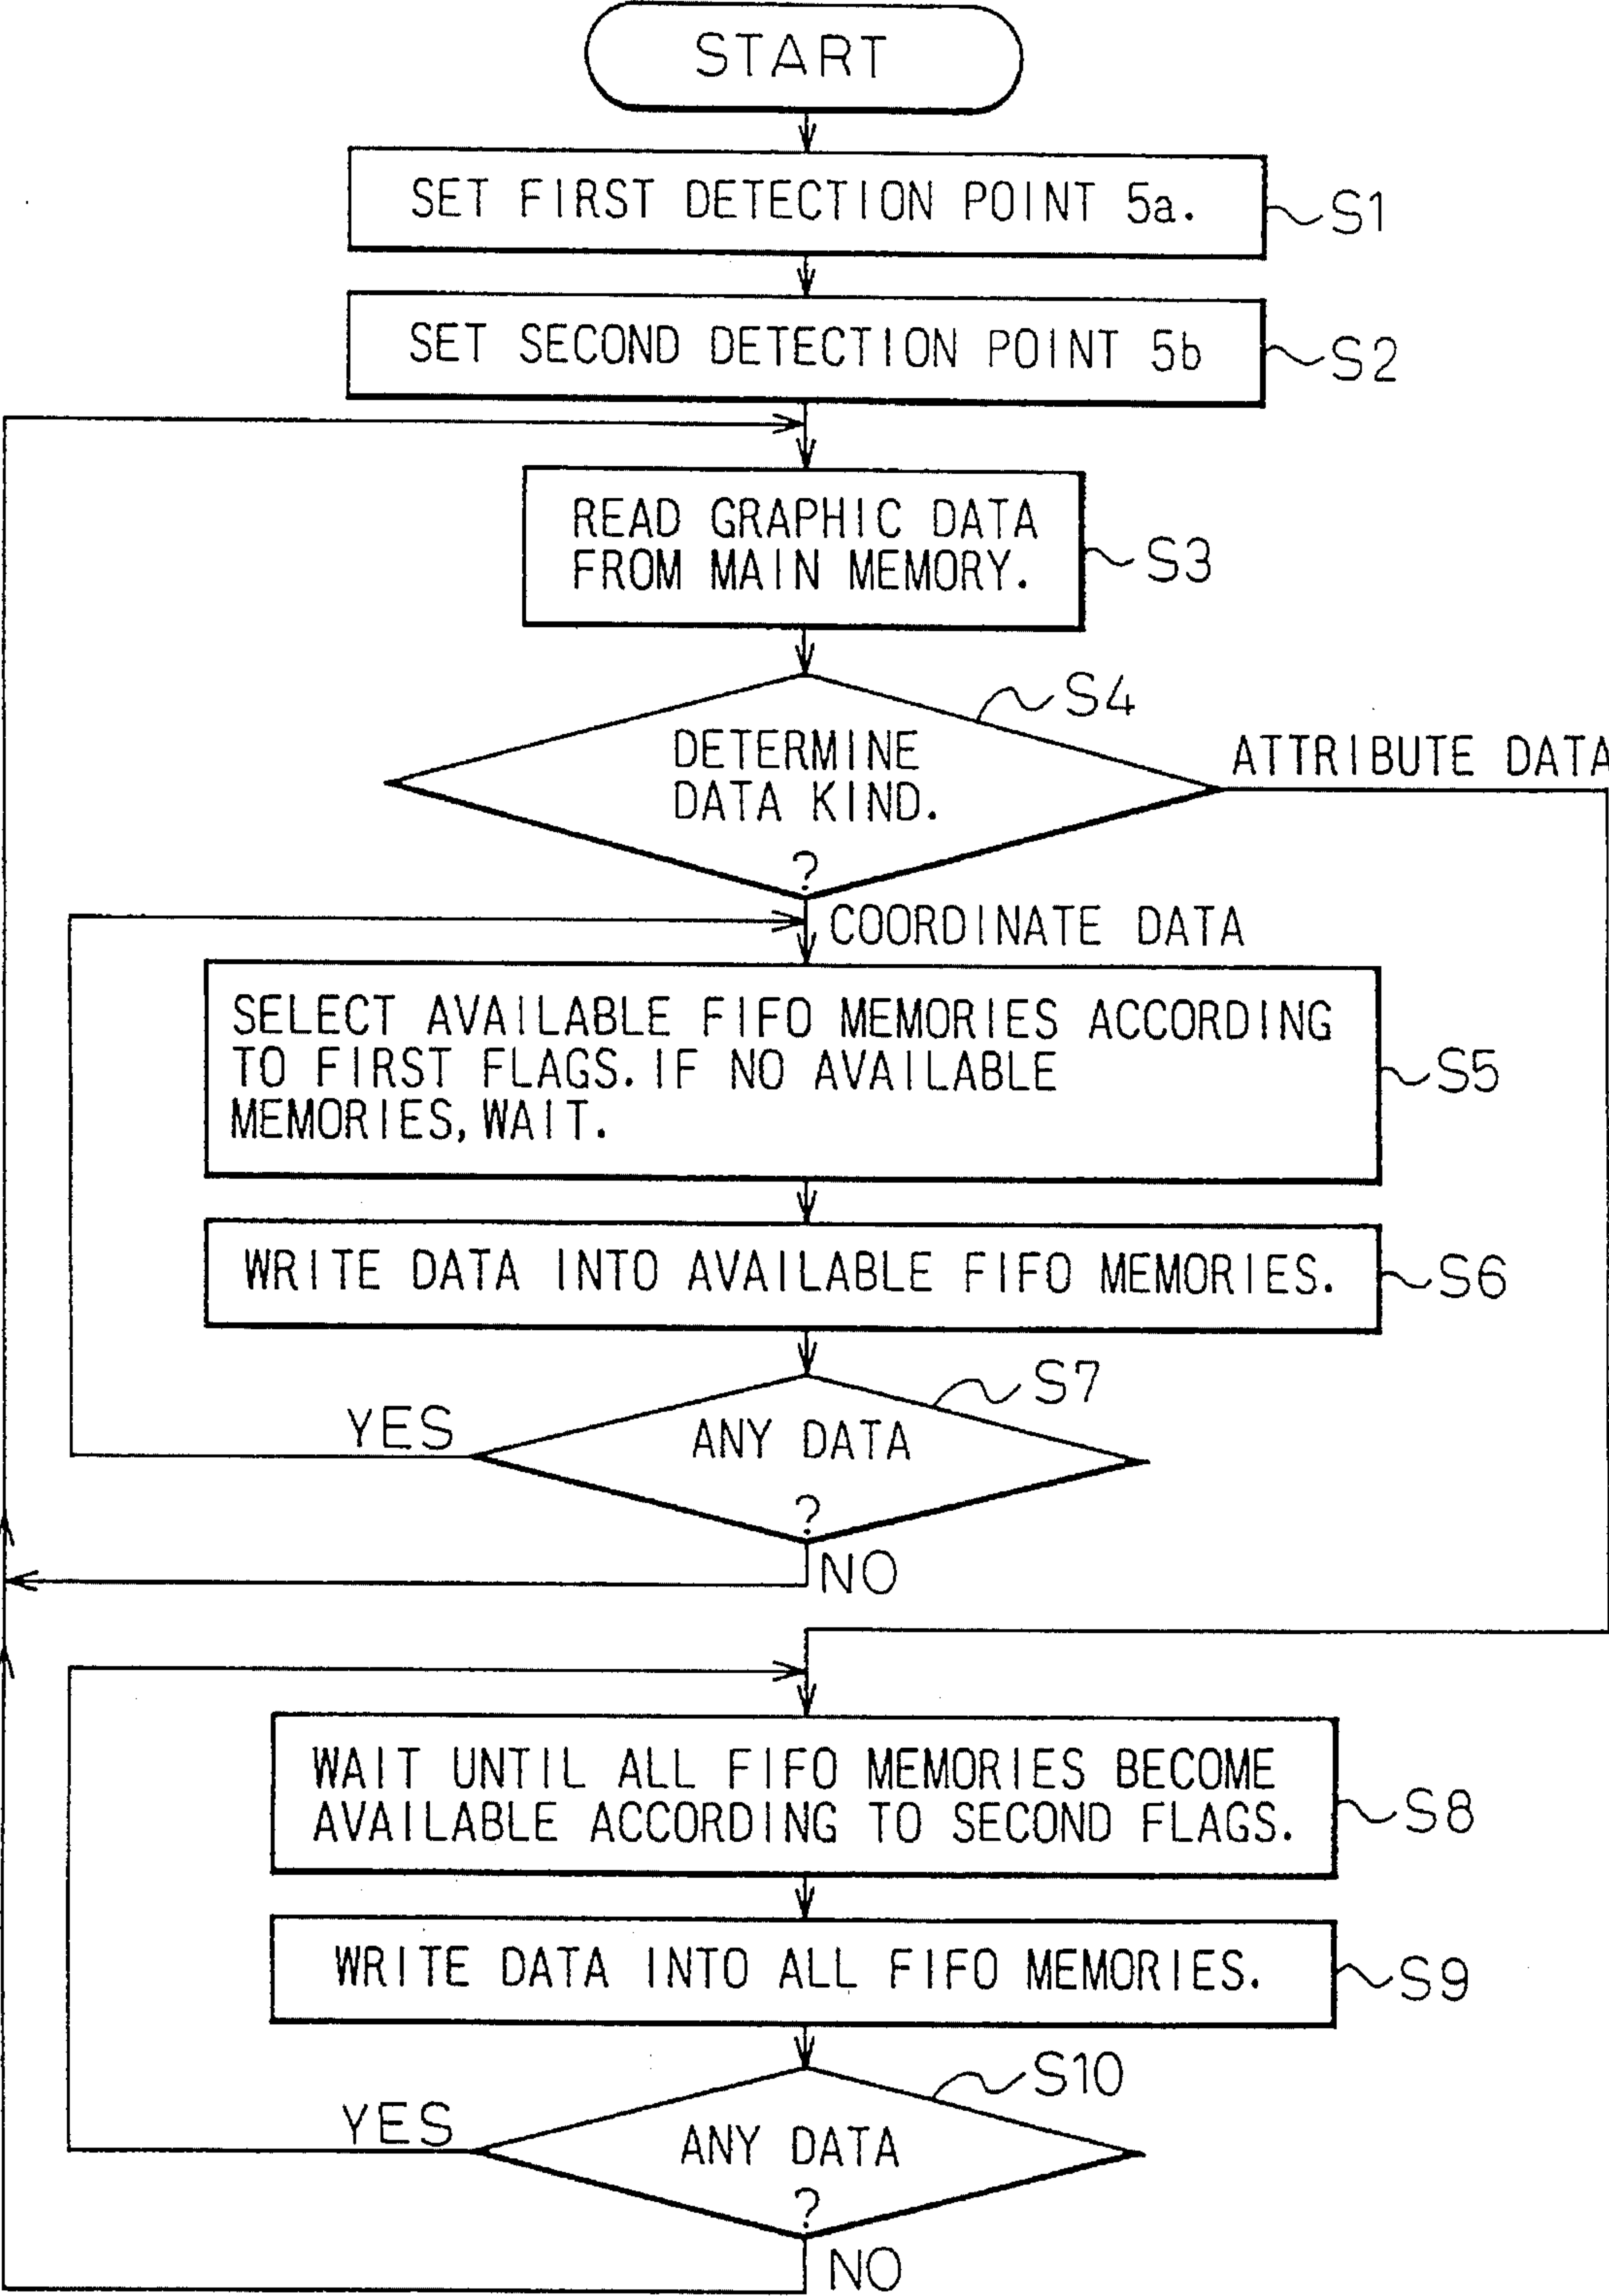 START
SET FIRST DETECTION POINT 5a.
S1
SET SECOND DETECTION POINT 5b
S2
READ GRAPHIC DATA
FROM MAIN MEMORY.
S3
S4
DETERMINE
DATA KIND.
?
ATTRIBUTE DATA
COORDINATE DATA
SELECT AVAILABLE FIFO MEMORIES ACCORDING
TO FIRST FLAGS. IF NO AVAILABLE
MEMORIES, WAIT.
S5
WRITE DATA INTO AVAILABLE FIFO MEMORIES.
S6
S7
YES
ANY DATA
?
NO
WAIT UNTIL ALL FIFO MEMORIES BECOME
AVAILABLE ACCORDING TO SECOND FLAGS.
S8
WRITE DATA INTO ALL FIFO MEMORIES.
S9
S10
YES
ANY DATA
?
NO